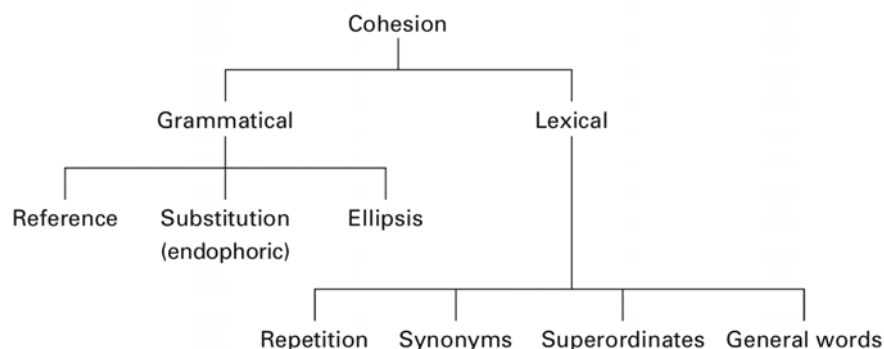 Cohesion
Grammatical Lexical
Reference Substitution Ellipsis
(endophoric)
Repetition Synonyms Superordinates General words